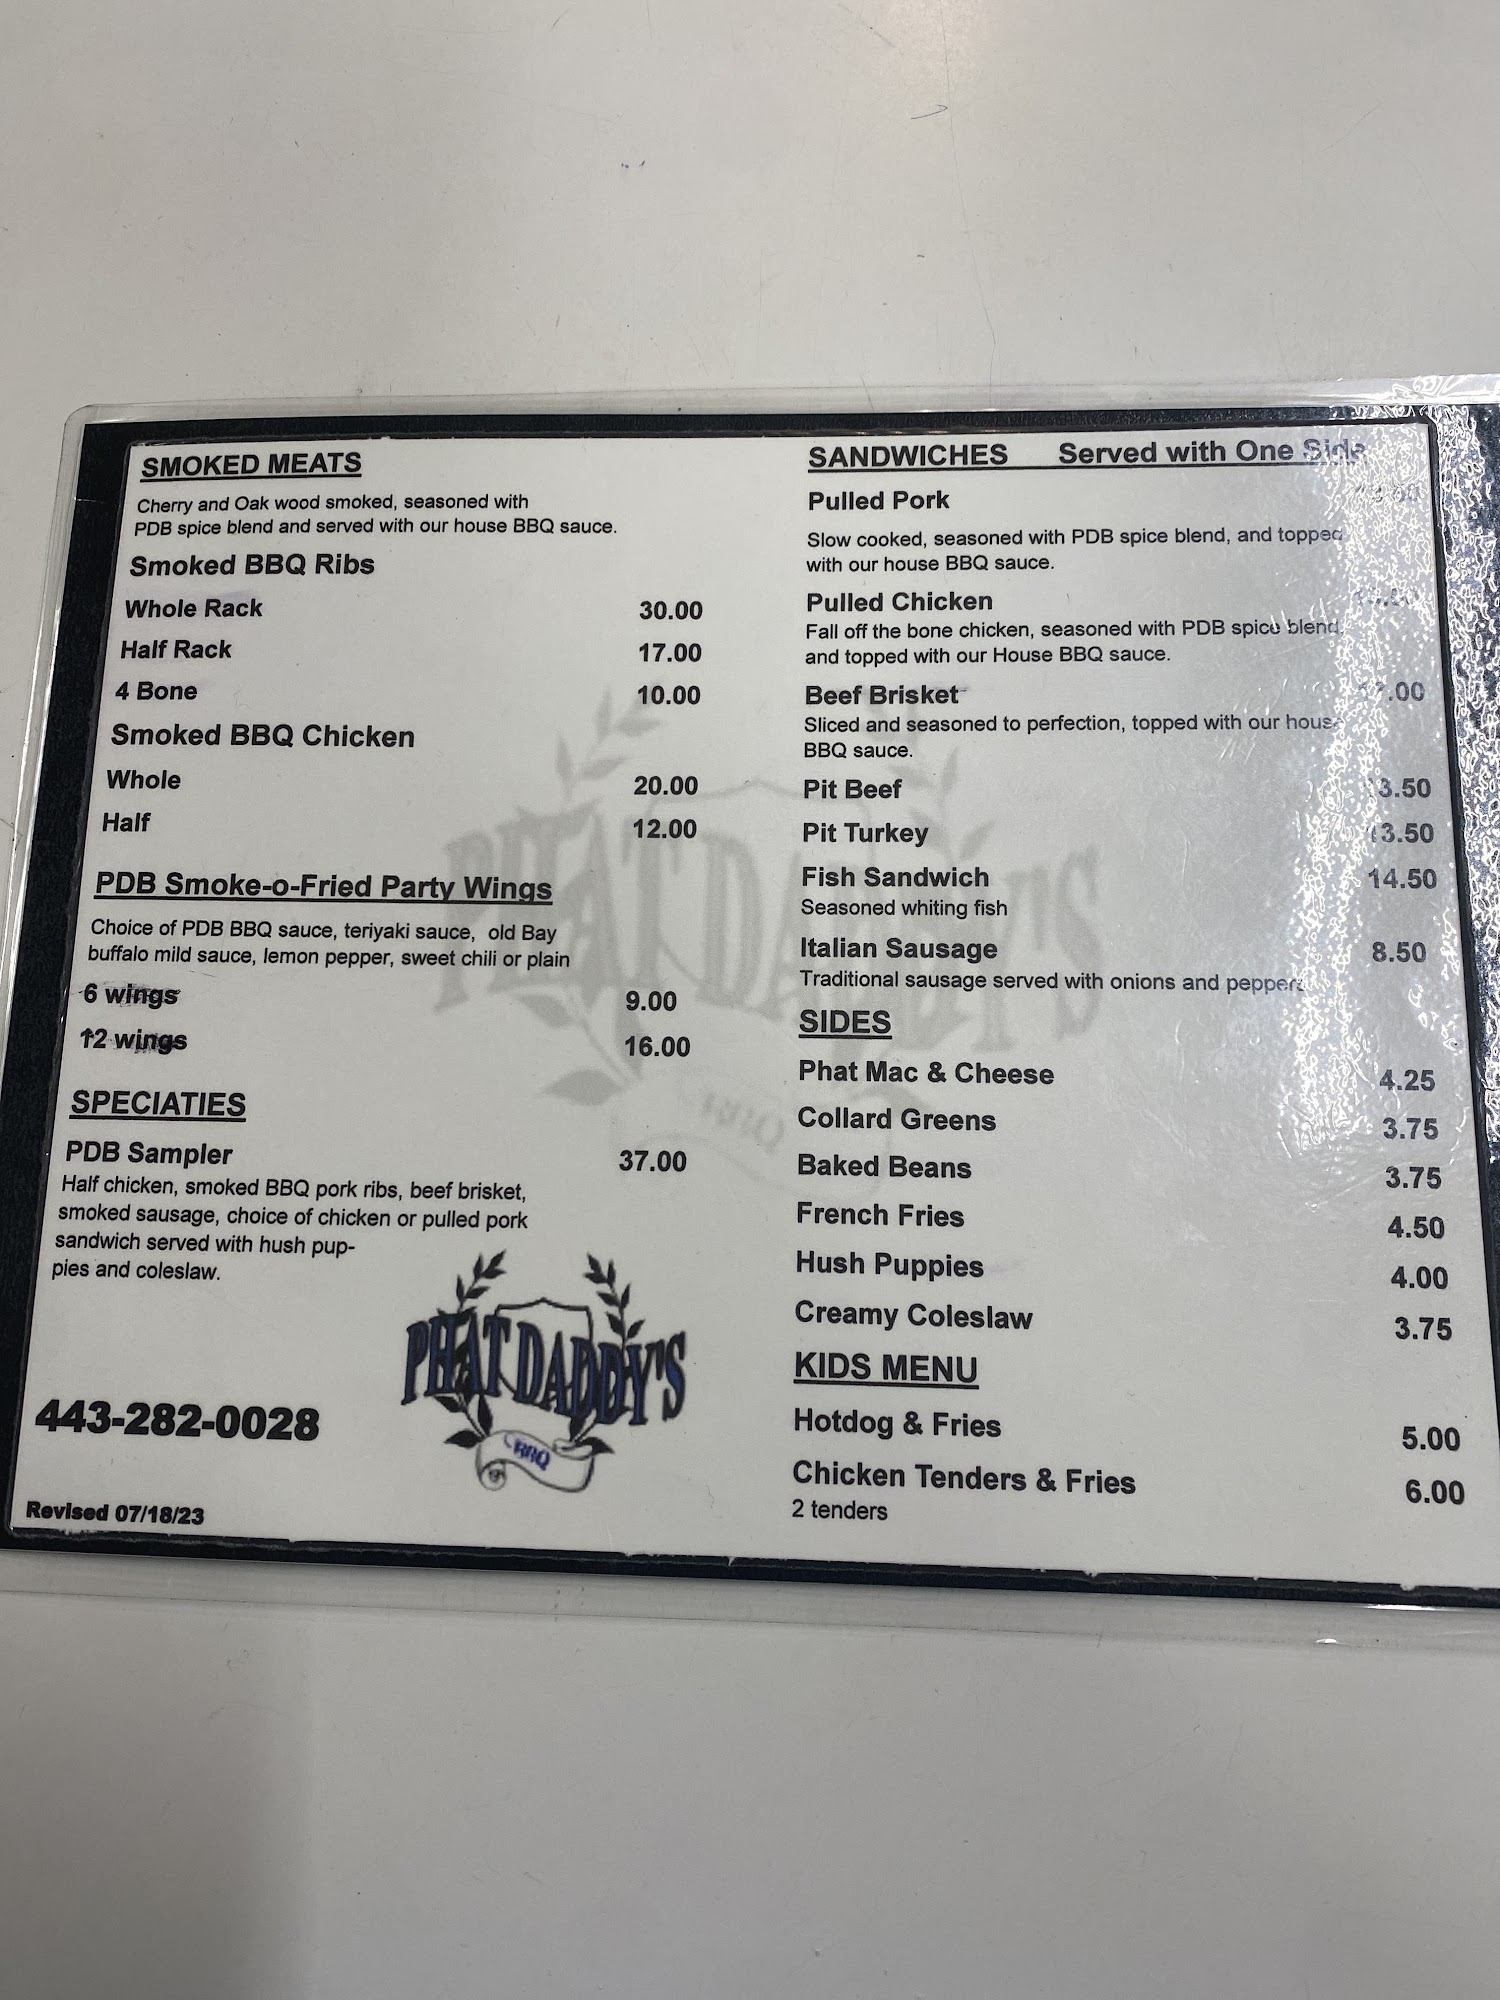 SMOKED MEATS
Cherry and Oak wood smoked, seasoned with
PDB spice blend and served with our house BBQ sauce.
Smoked BBQ Ribs
Whole Rack 30.00
Half Rack 17.00
4 Bone 10.00
Smoked BBQ Chicken
Whole 20.00
Half 12.00
PDB Smoke-o-Fried Party Wings
Choice of PDB BBQ sauce, teriyaki sauce, old Bay
buffalo mild sauce, lemon pepper, sweet chili or plain
6 wings 9.00
12 wings 16.00
SPECIATIES
PDB Sampler 37.00
Half chicken, smoked BBQ pork ribs, beef brisket,
smoked sausage, choice of chicken or pulled pork
sandwich served with hush pup-
pies and coleslaw.
PHAT DADDY'S
BBQ
443-282-0028
Revised 07/18/23
SANDWICHES Served with One Side
Pulled Pork
Slow cooked, seasoned with PDB spice blend, and topped
with our house BBQ sauce.
Pulled Chicken
Fall off the bone chicken, seasoned with PDB spice blend
and topped with our House BBQ sauce.
Beef Brisket
Sliced and seasoned to perfection, topped with our house
BBQ sauce.
Pit Beef 13.50
Pit Turkey 13.50
Fish Sandwich 14.50
Seasoned whiting fish
Italian Sausage 8.50
Traditional sausage served with onions and peppers
SIDES
Phat Mac & Cheese 4.25
Collard Greens 3.75
Baked Beans 3.75
French Fries 4.50
Hush Puppies 4.00
Creamy Coleslaw 3.75
KIDS MENU
Hotdog & Fries 5.00
Chicken Tenders & Fries 6.00
2 tenders